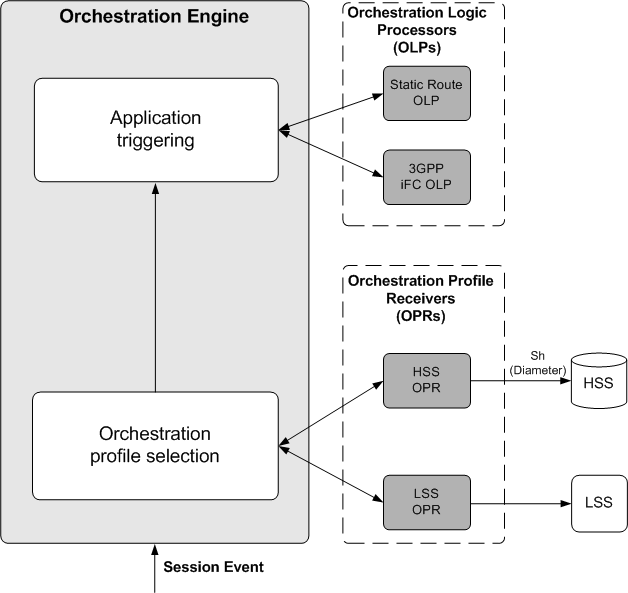 Orchestration Engine
Application
triggering
Orchestration
profile selection
Session Event
Orchestration Logic
Processors
(OLPs)
Static Route
OLP
3GPP
iFC OLP
Orchestration Profile
Receivers
(OPRs)
HSS
OPR
Sh
(Diameter)
HSS
LSS
OPR
LSS